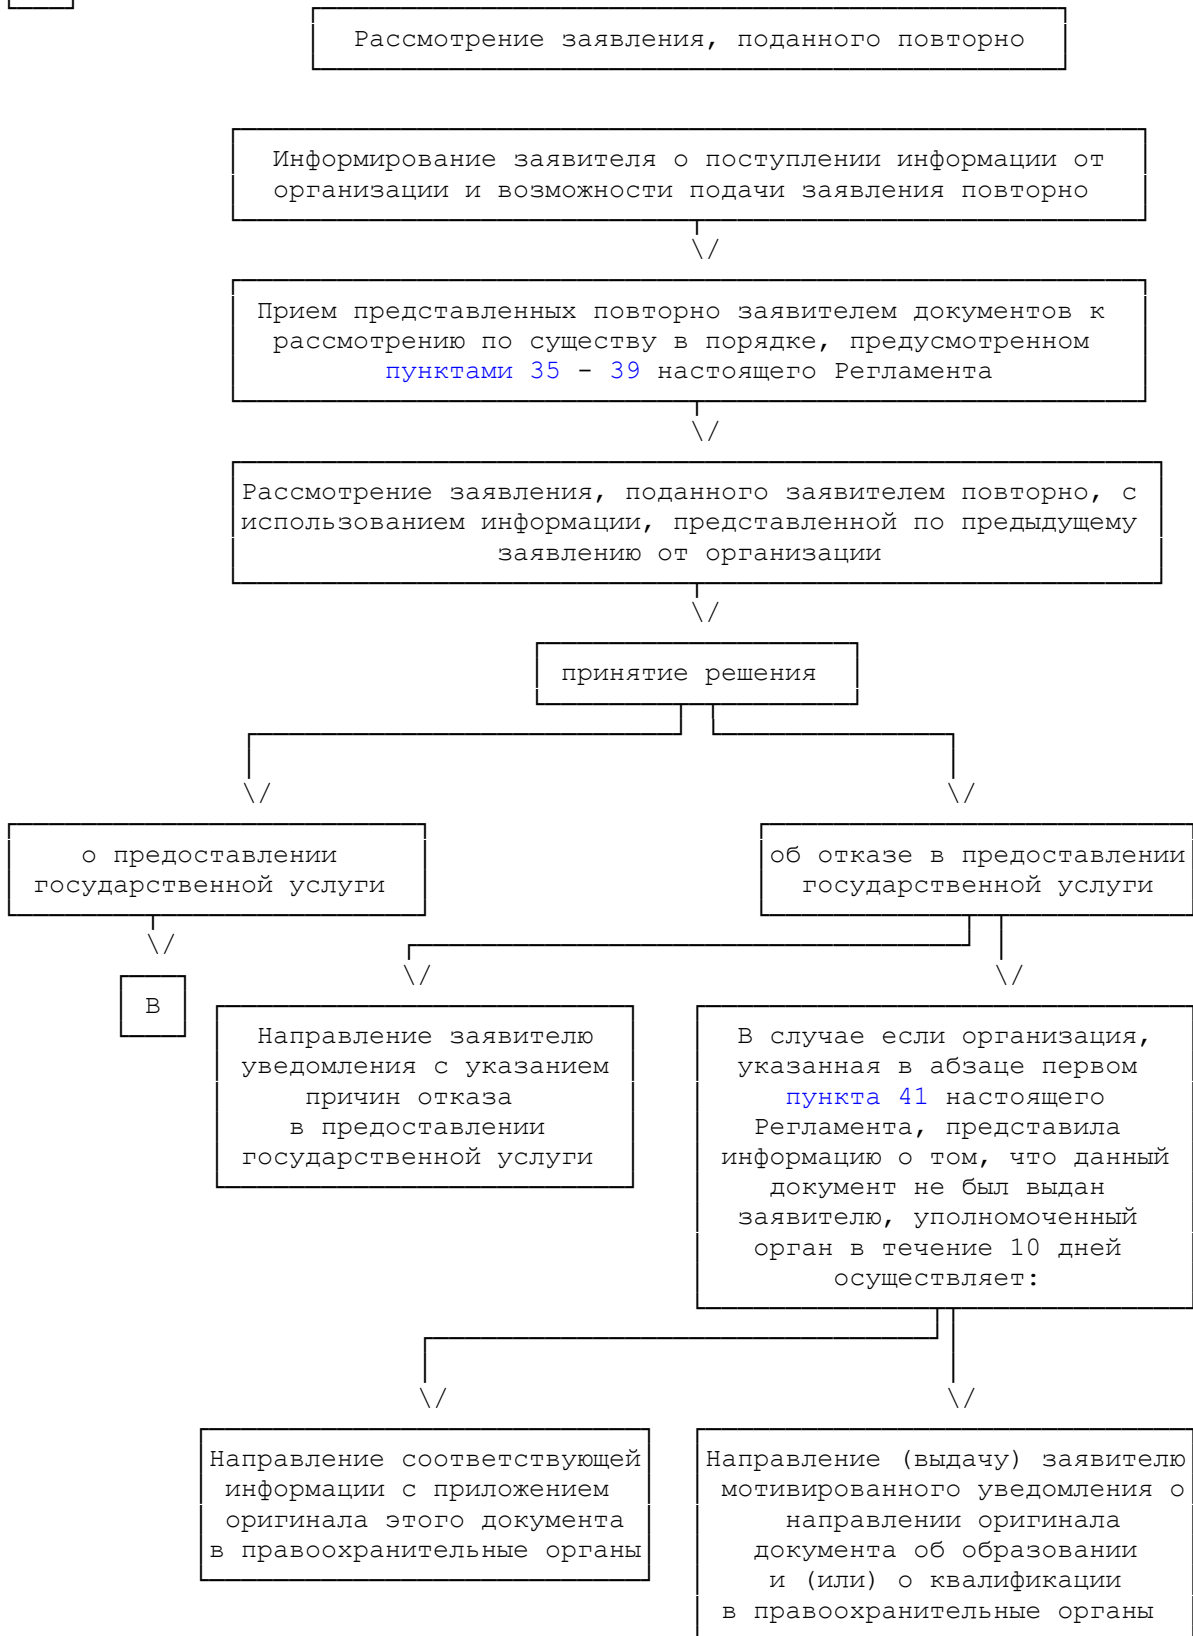 Рассмотрение заявления, поданного повторно
Информирование заявителя о поступлении информации от
организации и возможности подачи заявления повторно
\/
Прием представленных повторно заявителем документов к
рассмотрению по существу в порядке, предусмотренном
пунктами 35 - 39 настоящего Регламента
\/
Рассмотрение заявления, поданного заявителем повторно, с
использованием информации, представленной по предыдущему
заявлению от организации
\/
принятие решения
\/ \/
о предоставлении
государственной услуги
об отказе в предоставлении
государственной услуги
\/
\/ \/
В
Направление заявителю
уведомления с указанием
причин отказа
в предоставлении
государственной услуги
В случае если организация,
указанная в абзаце первом
пункта 41 настоящего
Регламента, представила
информацию о том, что данный
документ не был выдан
заявителю, уполномоченный
орган в течение 10 дней
осуществляет:
\/ \/
Направление соответствующей
информации с приложением
оригинала этого документа
в правоохранительные органы
Направление (выдачу) заявителю
мотивированного уведомления о
направлении оригинала
документа об образовании
и (или) о квалификации
в правоохранительные органы